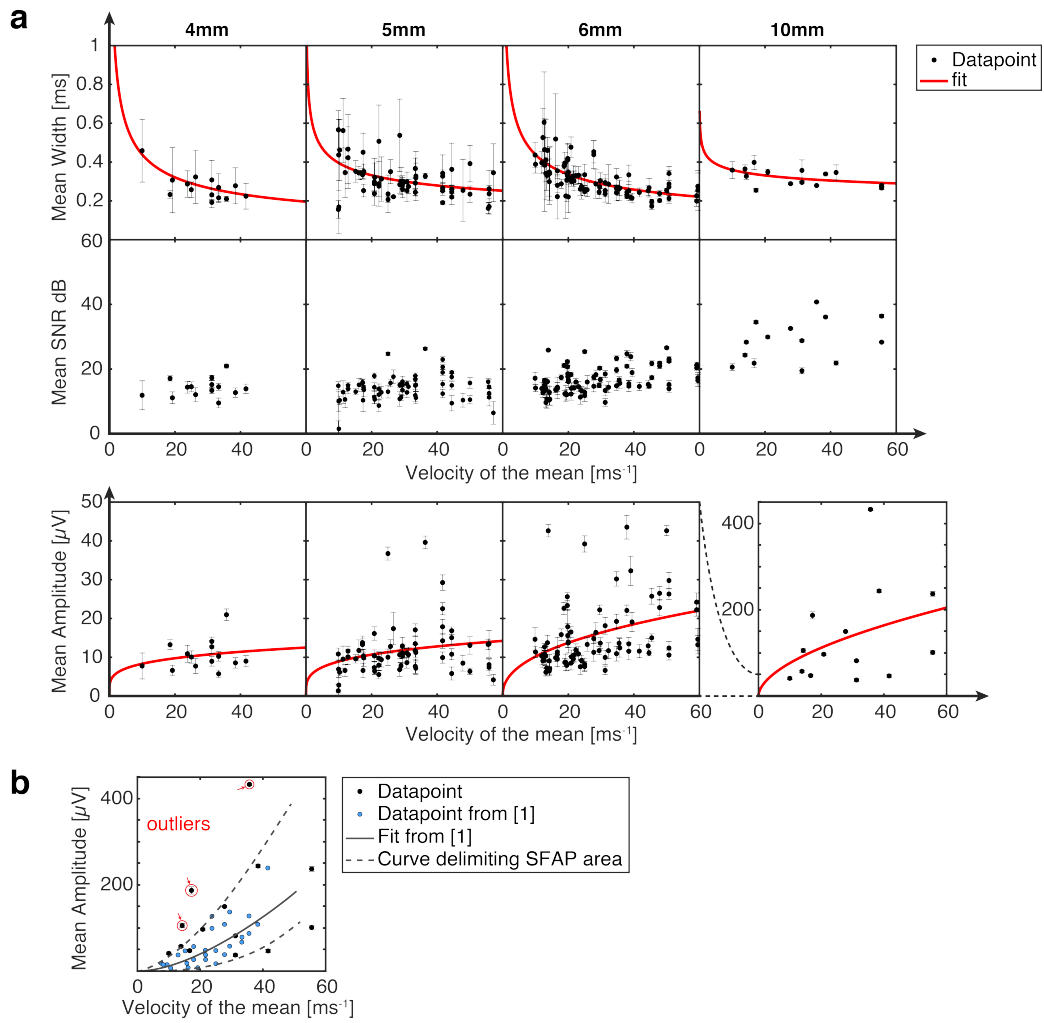 a
4mm 5mm 6mm 10mm
Datapoint
fit
Mean Width [ms]
1
0.8
0.6
0.4
0.2
Mean SNR dB
60
40
20
0
0 20 40 0 20 40 0 20 40 0 20 40 60
Velocity of the mean [ms-1]
Mean Amplitude [µV]
50
40
30
20
10
0
400
200
0 20 40 0 20 40 0 20 40 60 0 20 40 60
Velocity of the mean [ms-1]
b
Mean Amplitude [µV]
400
200
outliers
0 20 40 60
Velocity of the mean [ms-1]
Datapoint
Datapoint from [1]
Fit from [1]
Curve delimiting SFAP area